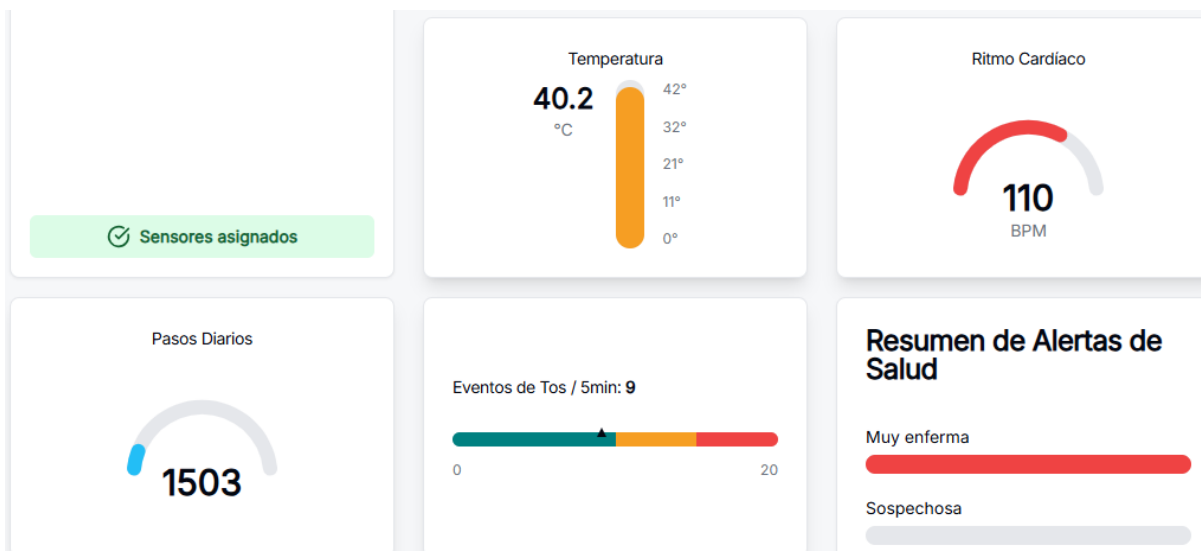 Temperatura
40.2
°C
42°
32°
21°
11°
0°
Ritmo Cardíaco
110
BPM
Sensores asignados
Pasos Diarios
1503
Eventos de Tos / 5min: 9
0
20
Resumen de Alertas de
Salud
Muy enferma
Sospechosa